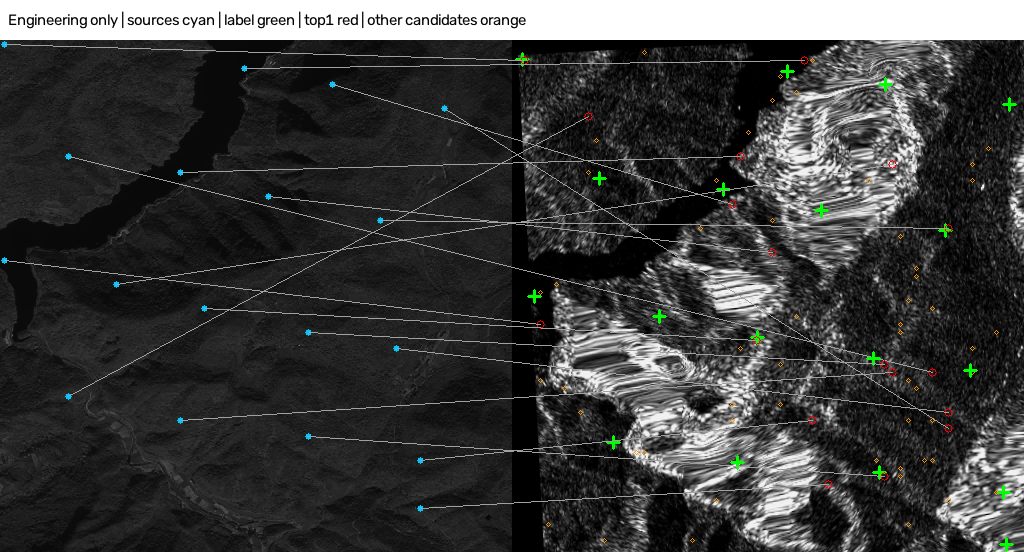 Engineering only | sources cyan | label green | top1 red | other candidates orange